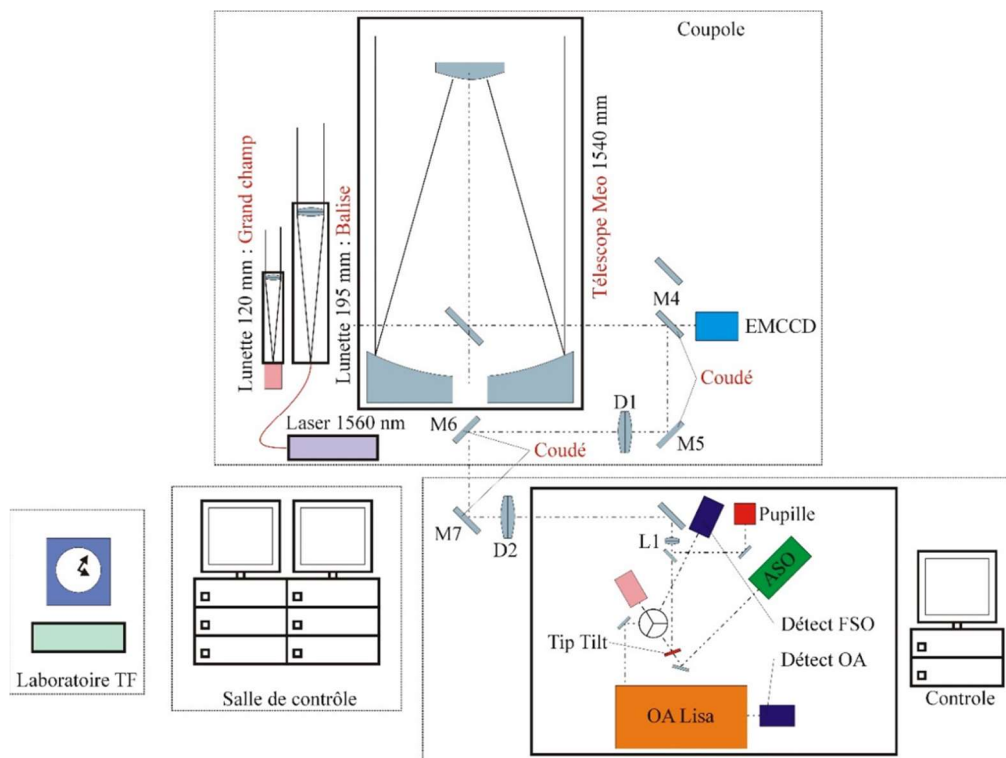 Coupole
Lunette 120 mm : Grand champ
Lunette 195 mm : Balise
Télescope Meo 1540 mm
M4
EMCCD
Coudé
D1
M5
M6
Laser 1560 nm
Coudé
M7
D2
L1
Pupille
ASO
Tip Tilt
Détect FSO
Détect OA
OA Lisa
Laboratoire TF
Salle de contrôle
Controle